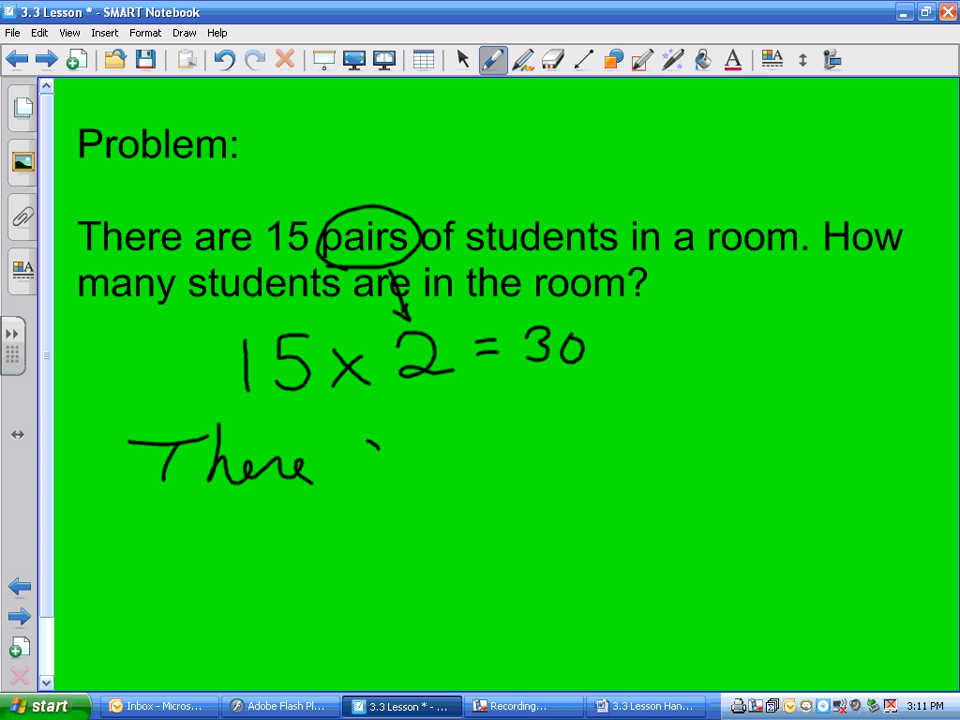 3.3 Lesson * - SMART Notebook
File Edit View Insert Format Draw Help
Problem:
There are 15 pairs of students in a room. How
many students are in the room?
15 x 2 = 30
There
start Inbox - Micros... Adobe Flash Pl... 3.3 Lesson * - ... Recording... 3.3 Lesson Han... 3:11 PM